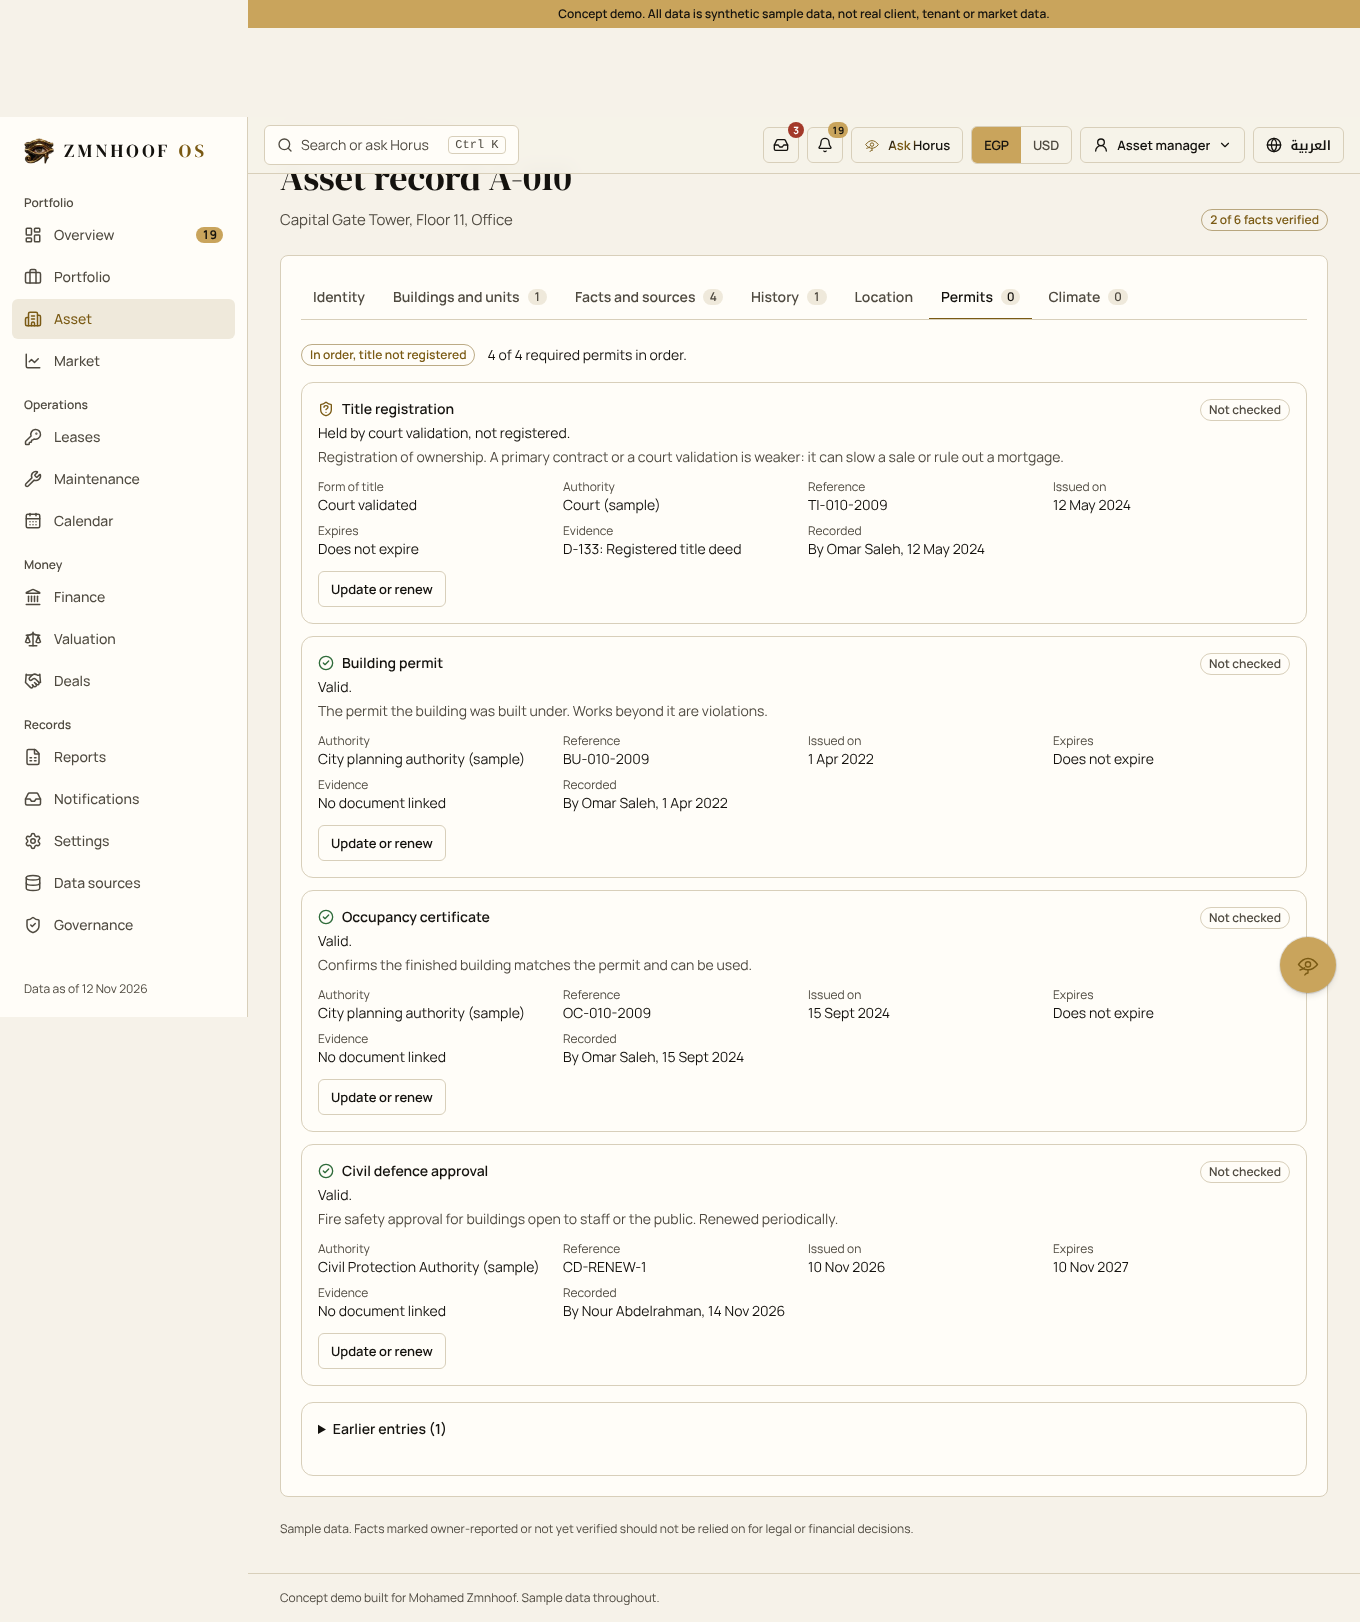 Concept demo. All data is synthetic sample data, not real client, tenant or market data.
ZMNHOOF OS
Search or ask Horus Ctrl K
3
19
Ask Horus
EGP USD
Asset manager
العربية
Portfolio
Overview 19
Portfolio
Asset
Market
Operations
Leases
Maintenance
Calendar
Money
Finance
Valuation
Deals
Records
Reports
Notifications
Settings
Data sources
Governance
Data as of 12 Nov 2026
Asset record A-010
Capital Gate Tower, Floor 11, Office
2 of 6 facts verified
Identity Buildings and units 1 Facts and sources 4 History 1 Location Permits 0 Climate 0
In order, title not registered 4 of 4 required permits in order.
Title registration Not checked
Held by court validation, not registered.
Registration of ownership. A primary contract or a court validation is weaker: it can slow a sale or rule out a mortgage.
Form of title Authority Reference Issued on
Court validated Court (sample) TI-010-2009 12 May 2024
Expires Evidence Recorded
Does not expire D-133: Registered title deed By Omar Saleh, 12 May 2024
Update or renew
Building permit Not checked
Valid.
The permit the building was built under. Works beyond it are violations.
Authority Reference Issued on Expires
City planning authority (sample) BU-010-2009 1 Apr 2022 Does not expire
Evidence Recorded
No document linked By Omar Saleh, 1 Apr 2022
Update or renew
Occupancy certificate Not checked
Valid.
Confirms the finished building matches the permit and can be used.
Authority Reference Issued on Expires
City planning authority (sample) OC-010-2009 15 Sept 2024 Does not expire
Evidence Recorded
No document linked By Omar Saleh, 15 Sept 2024
Update or renew
Civil defence approval Not checked
Valid.
Fire safety approval for buildings open to staff or the public. Renewed periodically.
Authority Reference Issued on Expires
Civil Protection Authority (sample) CD-RENEW-1 10 Nov 2026 10 Nov 2027
Evidence Recorded
No document linked By Nour Abdelrahman, 14 Nov 2026
Update or renew
Earlier entries (1)
Sample data. Facts marked owner-reported or not yet verified should not be relied on for legal or financial decisions.
Concept demo built for Mohamed Zmnhoof. Sample data throughout.